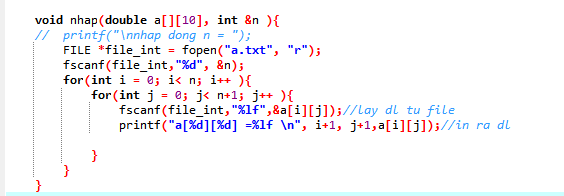 void nhap(double a[][10], int &n ){
//  printf("\nnhap dong n = ");
    FILE *file_int = fopen("a.txt", "r");
    fscanf(file_int,"%d", &n);
    for(int i = 0; i< n; i++ ){
        for(int j = 0; j< n+1; j++ ){
            fscanf(file_int,"%lf",&a[i][j]);//lay dl tu file
            printf("a[%d][%d] =%lf \n", i+1, j+1,a[i][j]);//in ra dl
        }
    }
}